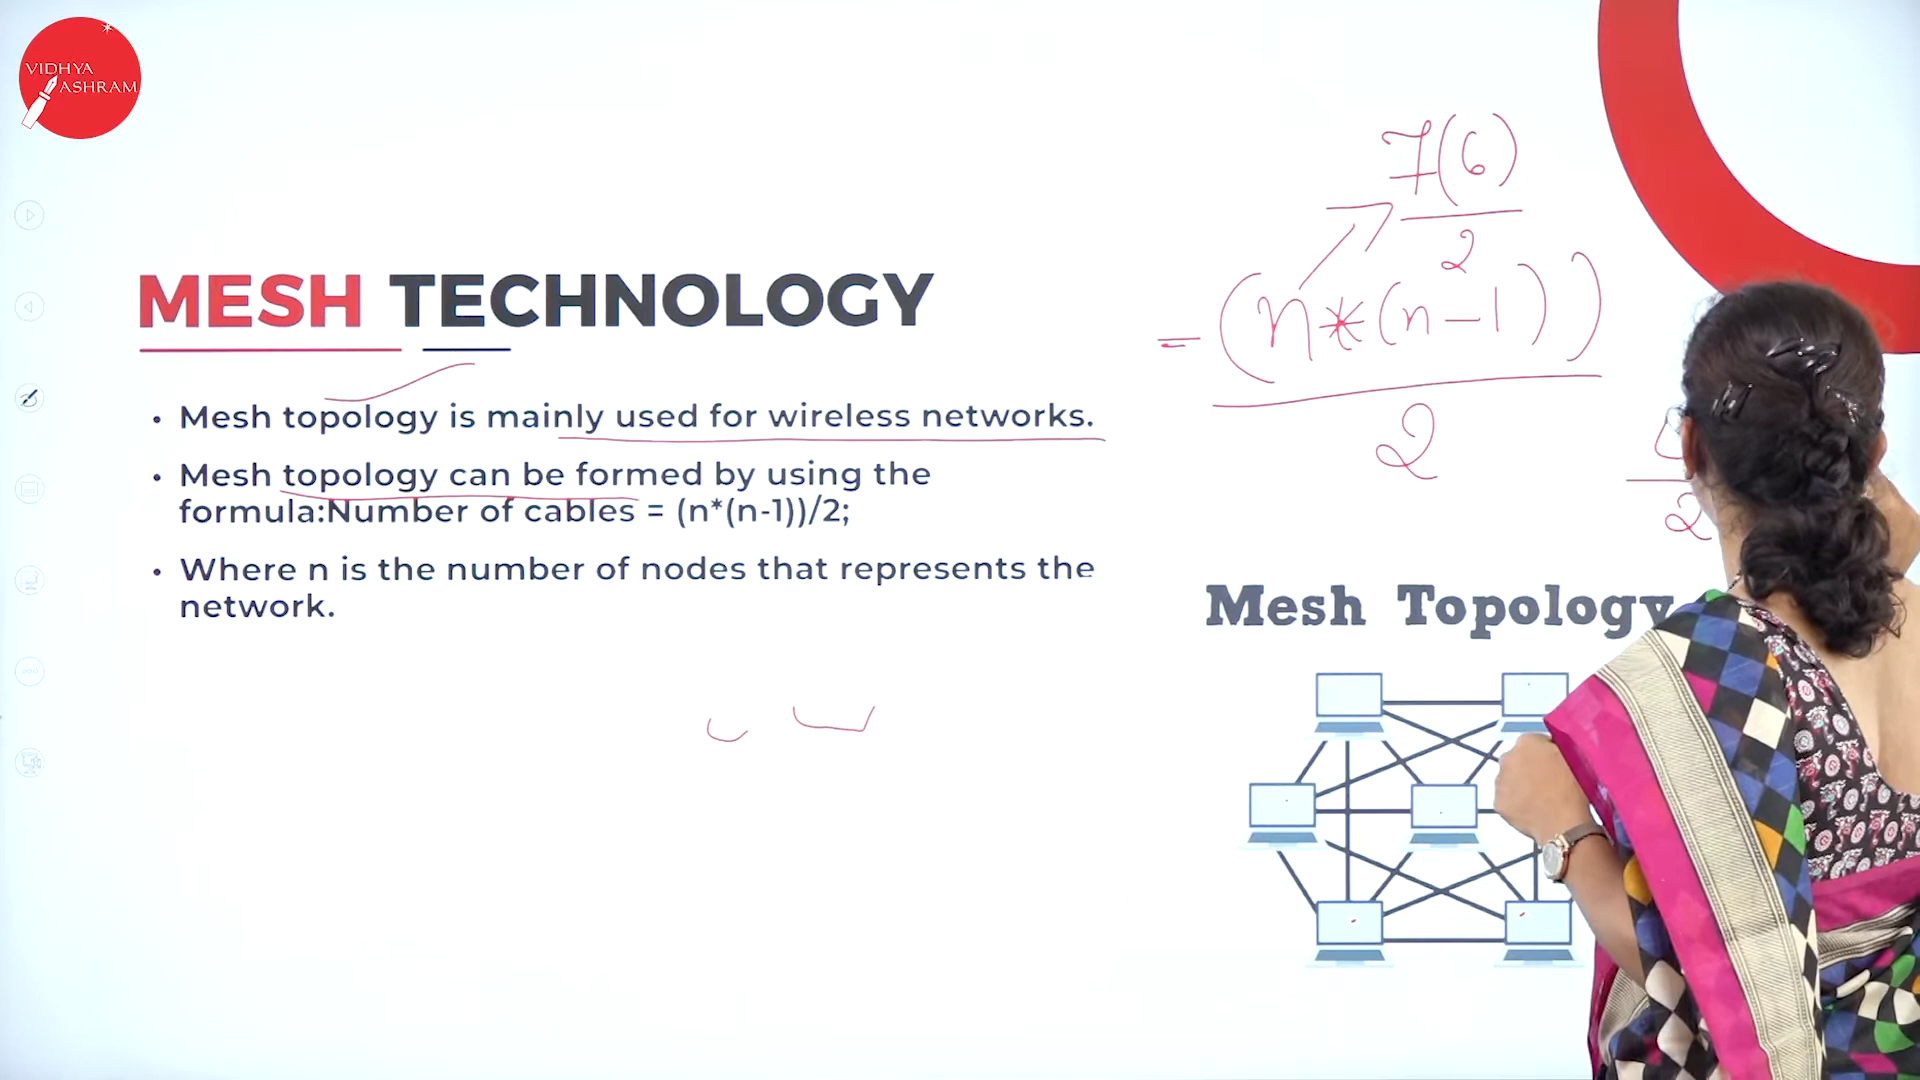 VIDHYA
ASHRAM
7(6)
2
= (n*(n-1))
2
2
MESH TECHNOLOGY
• Mesh topology is mainly used for wireless networks.
• Mesh topology can be formed by using the
formula:Number of cables = (n*(n-1))/2;
• Where n is the number of nodes that represents the
network.
Mesh Topology